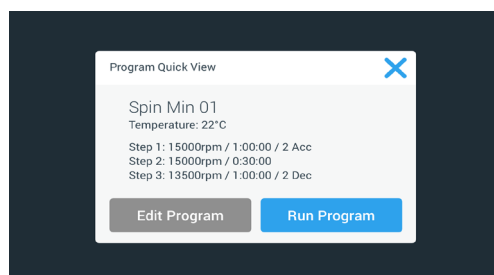 Program Quick View
Spin Min 01
Temperature: 22°C
Step 1: 15000rpm / 1:00:00 / 2 Acc
Step 2: 15000rpm / 0:30:00
Step 3: 13500rpm / 1:00:00 / 2 Dec
Edit Program
Run Program